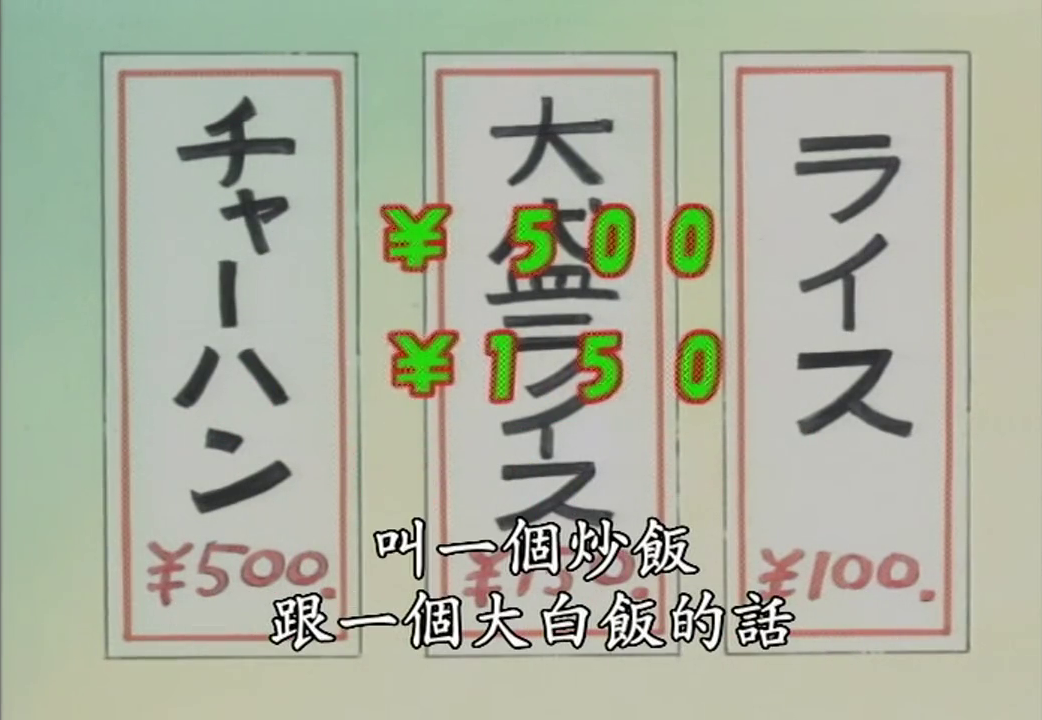 ライス
¥100.
大盛ライス
¥150.
チャーハン
¥500.
¥500
¥150
叫一個炒飯
跟一個大白飯的話